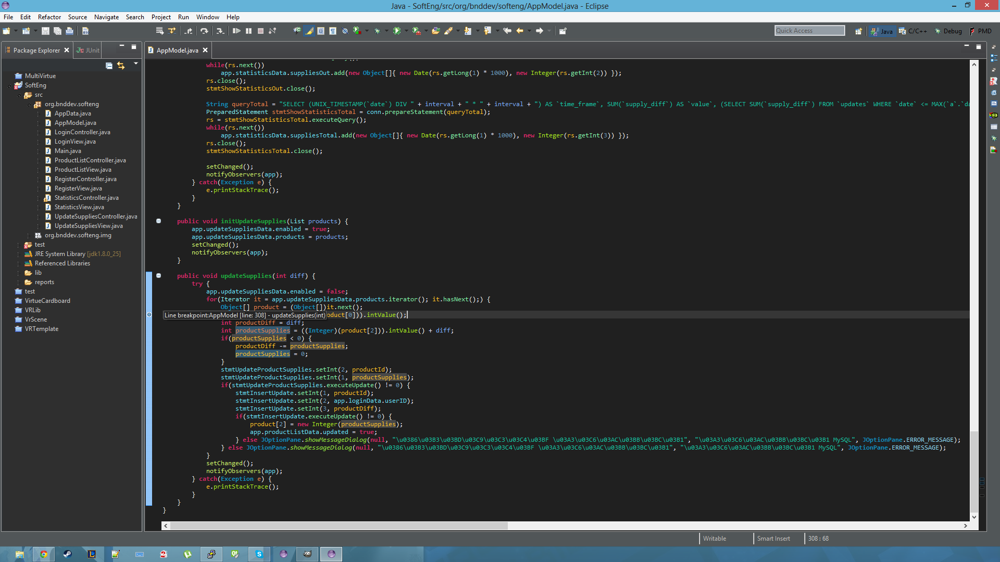 Java - SoftEng/src/org/bnddev/softeng/AppModel.java - Eclipse
File Edit Refactor Source Navigate Search Project Run Window Help
Quick Access
Java C/C++ Debug PMD
Package Explorer JUnit
AppModel.java
MultiVirtue
SoftEng
src
org.bnddev.softeng
AppData.java
AppModel.java
LoginController.java
LoginView.java
Main.java
ProductListController.java
ProductListView.java
RegisterController.java
RegisterView.java
StatisticsController.java
StatisticsView.java
UpdateSuppliesController.java
UpdateSuppliesView.java
org.bnddev.softeng.img
test
JRE System Library [jdk1.8.0_25]
Referenced Libraries
lib
reports
test
VirtueCardboard
VRLib
VrScene
VRTemplate
while(rs.next())
app.statisticsData.suppliesOut.add(new Object[]{ new Date(rs.getLong(1) * 1000), new Integer(rs.getInt(2)) });
rs.close();
stmtShowStatisticsOut.close();
String queryTotal = "SELECT (UNIX_TIMESTAMP(`date`) DIV " + interval + " * " + interval + ") AS `time_frame`, SUM(`supply_diff`) AS `value`, (SELECT SUM(`supply_diff`) FROM `updates` WHERE `date` <= MAX(`a`.`da
PreparedStatement stmtShowStatisticsTotal = conn.prepareStatement(queryTotal);
rs = stmtShowStatisticsTotal.executeQuery();
while(rs.next())
app.statisticsData.suppliesTotal.add(new Object[]{ new Date(rs.getLong(1) * 1000), new Integer(rs.getInt(3)) });
rs.close();
stmtShowStatisticsTotal.close();
setChanged();
notifyObservers(app);
} catch(Exception e) {
e.printStackTrace();
}
}
public void initUpdateSupplies(List products) {
app.updateSuppliesData.enabled = true;
app.updateSuppliesData.products = products;
setChanged();
notifyObservers(app);
}
public void updateSupplies(int diff) {
try {
app.updateSuppliesData.enabled = false;
for(Iterator it = app.updateSuppliesData.products.iterator(); it.hasNext();) {
Object[] product = (Object[])it.next();
Line breakpoint:AppModel [line: 308] - updateSupplies(int) oduct[0])).intValue();
int productDiff = diff;
int productSupplies = ((Integer)(product[2])).intValue() + diff;
if(productSupplies < 0) {
productDiff -= productSupplies;
productSupplies = 0;
}
stmtUpdateProductSupplies.setInt(2, productId);
stmtUpdateProductSupplies.setInt(1, productSupplies);
if(stmtUpdateProductSupplies.executeUpdate() != 0) {
stmtInsertUpdate.setInt(1, productId);
stmtInsertUpdate.setInt(2, app.loginData.userID);
stmtInsertUpdate.setInt(3, productDiff);
if(stmtInsertUpdate.executeUpdate() != 0) {
product[2] = new Integer(productSupplies);
app.productListData.updated = true;
} else JOptionPane.showMessageDialog(null, "\u0386\u03B3\u03BD\u03C9\u03C3\u03C4\u03BF \u03A3\u03C6\u03AC\u03BB\u03BC\u03B1", "\u03A3\u03C6\u03AC\u03BB\u03BC\u03B1 MySQL", JOptionPane.ERROR_MESSAGE);
} else JOptionPane.showMessageDialog(null, "\u0386\u03B3\u03BD\u03C9\u03C3\u03C4\u03BF \u03A3\u03C6\u03AC\u03BB\u03BC\u03B1", "\u03A3\u03C6\u03AC\u03BB\u03BC\u03B1 MySQL", JOptionPane.ERROR_MESSAGE);
}
setChanged();
notifyObservers(app);
} catch(Exception e) {
e.printStackTrace();
}
}
}
Writable Smart Insert 308 : 68